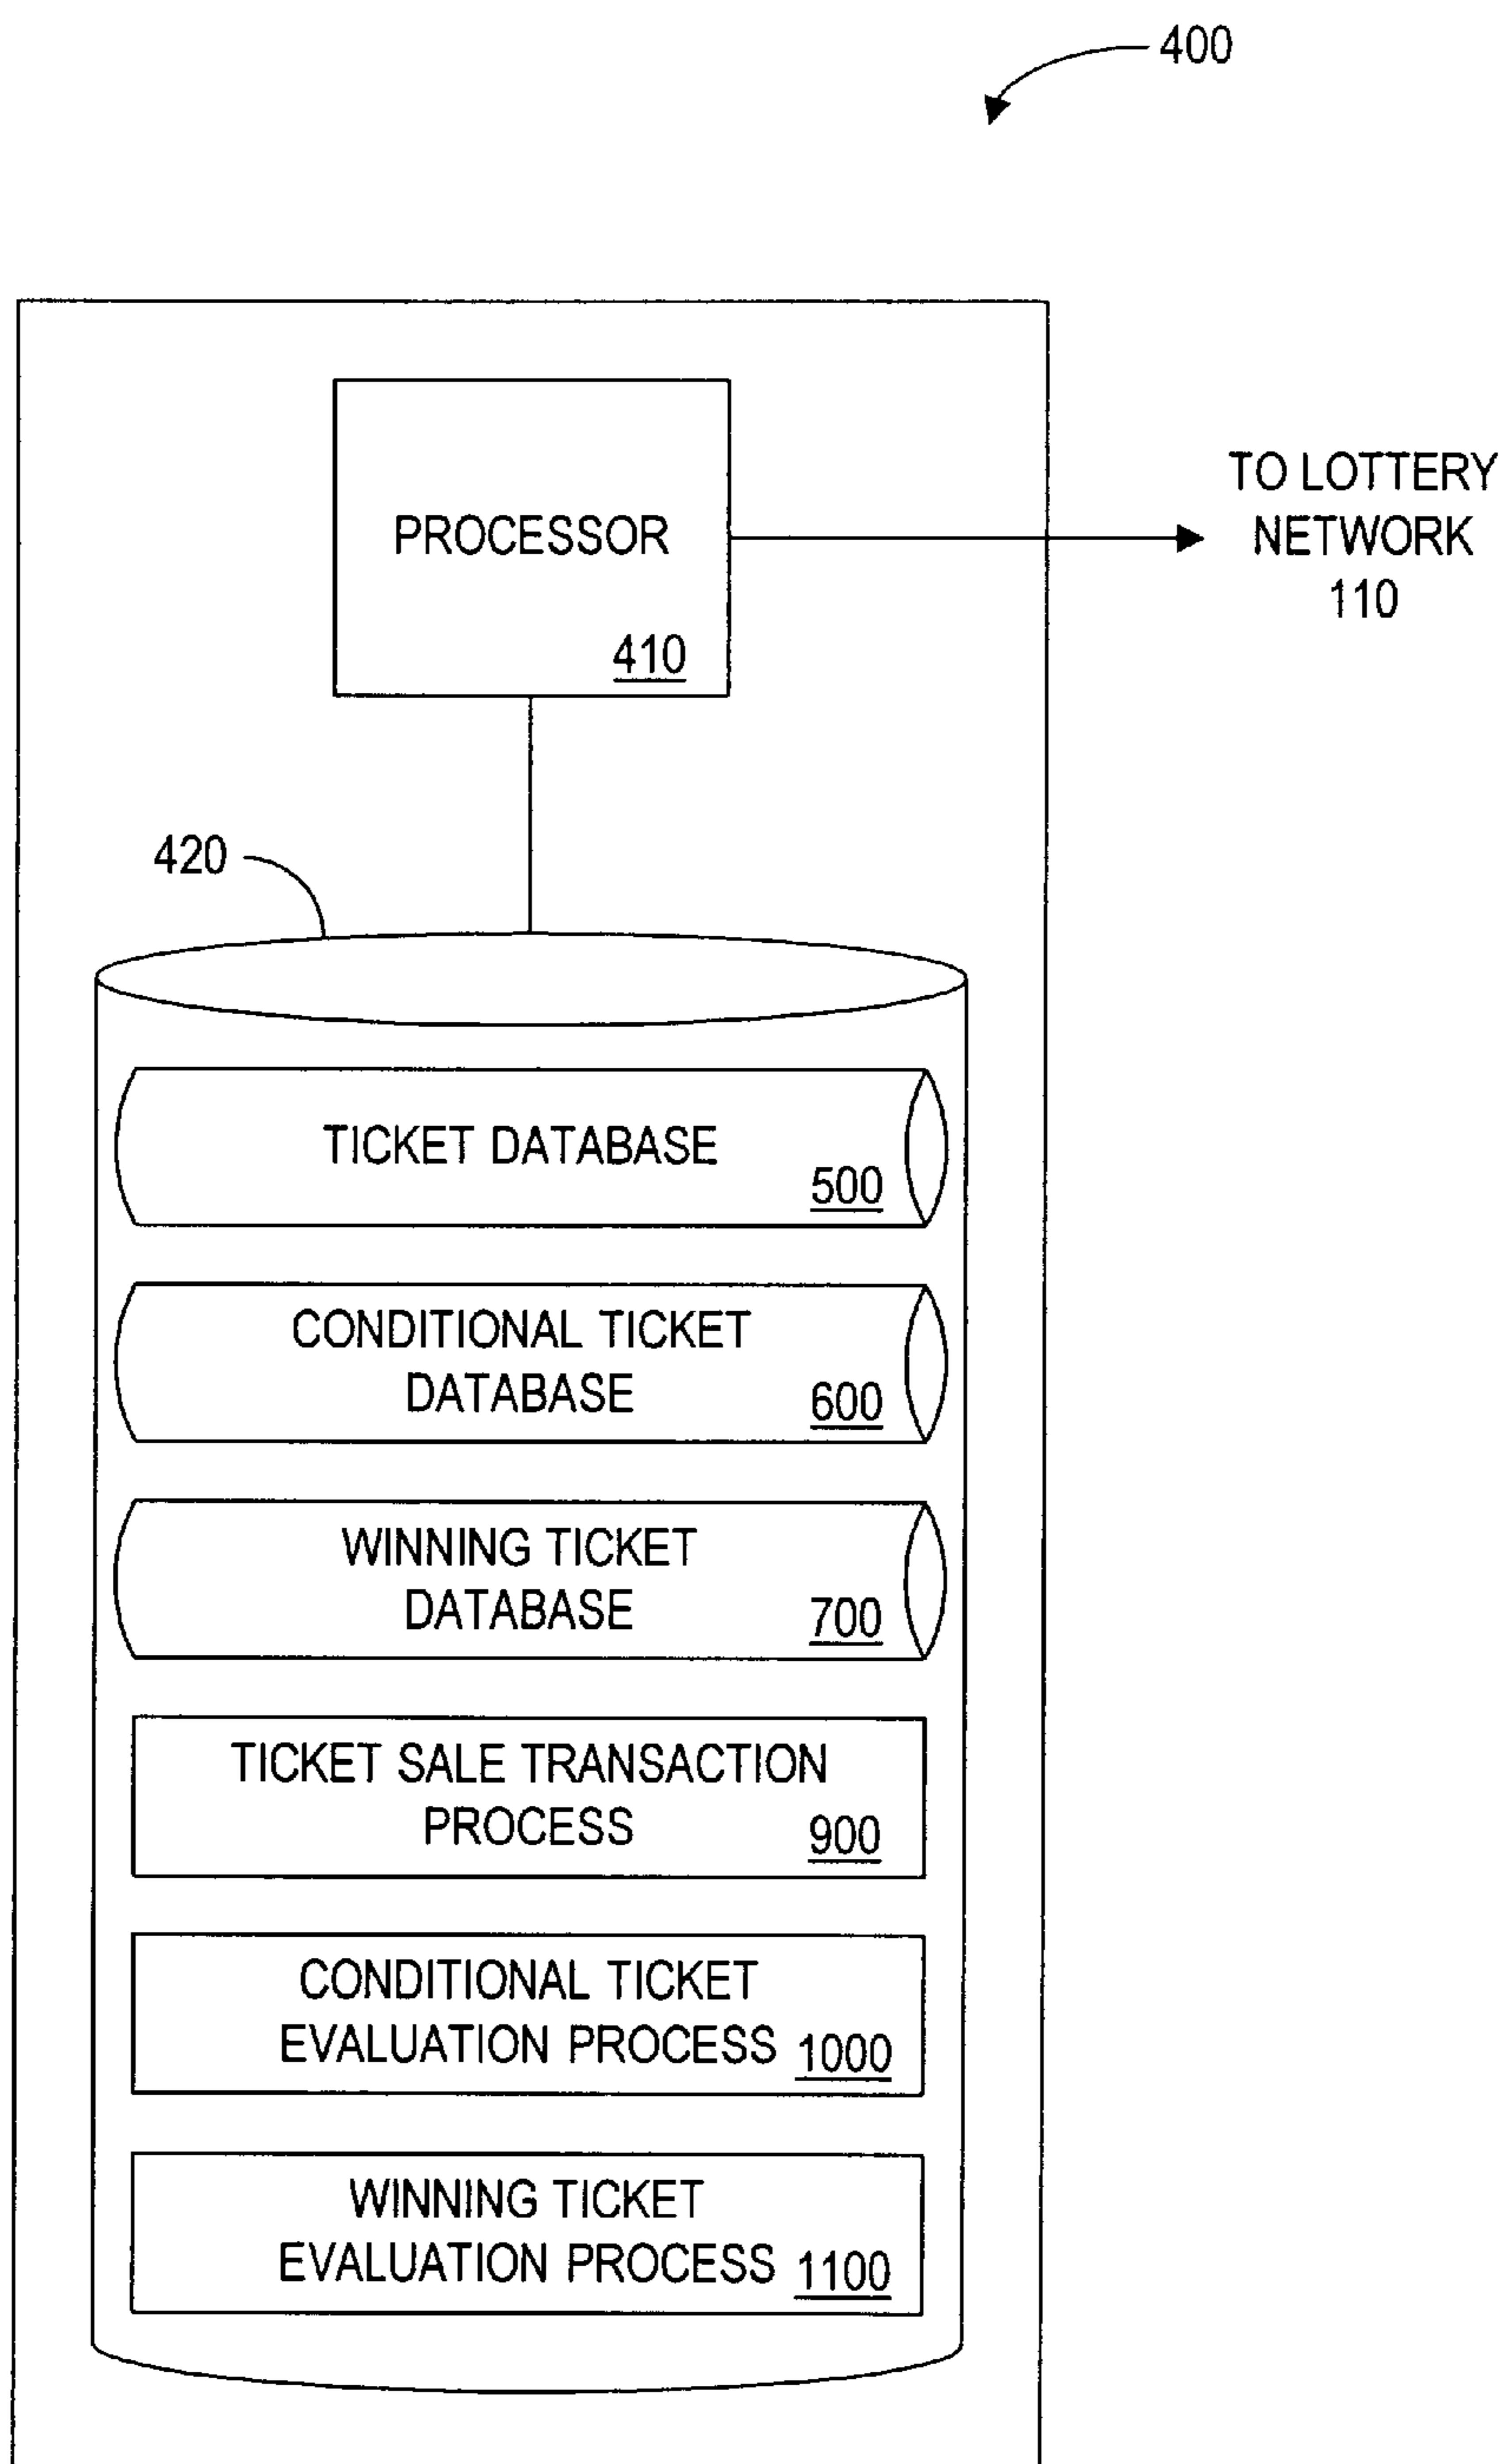 400
PROCESSOR
410
TO LOTTERY
NETWORK
110
420
TICKET DATABASE
500
CONDITIONAL TICKET
DATABASE
600
WINNING TICKET
DATABASE
700
TICKET SALE TRANSACTION
PROCESS
900
CONDITIONAL TICKET
EVALUATION PROCESS 1000
WINNING TICKET
EVALUATION PROCESS 1100